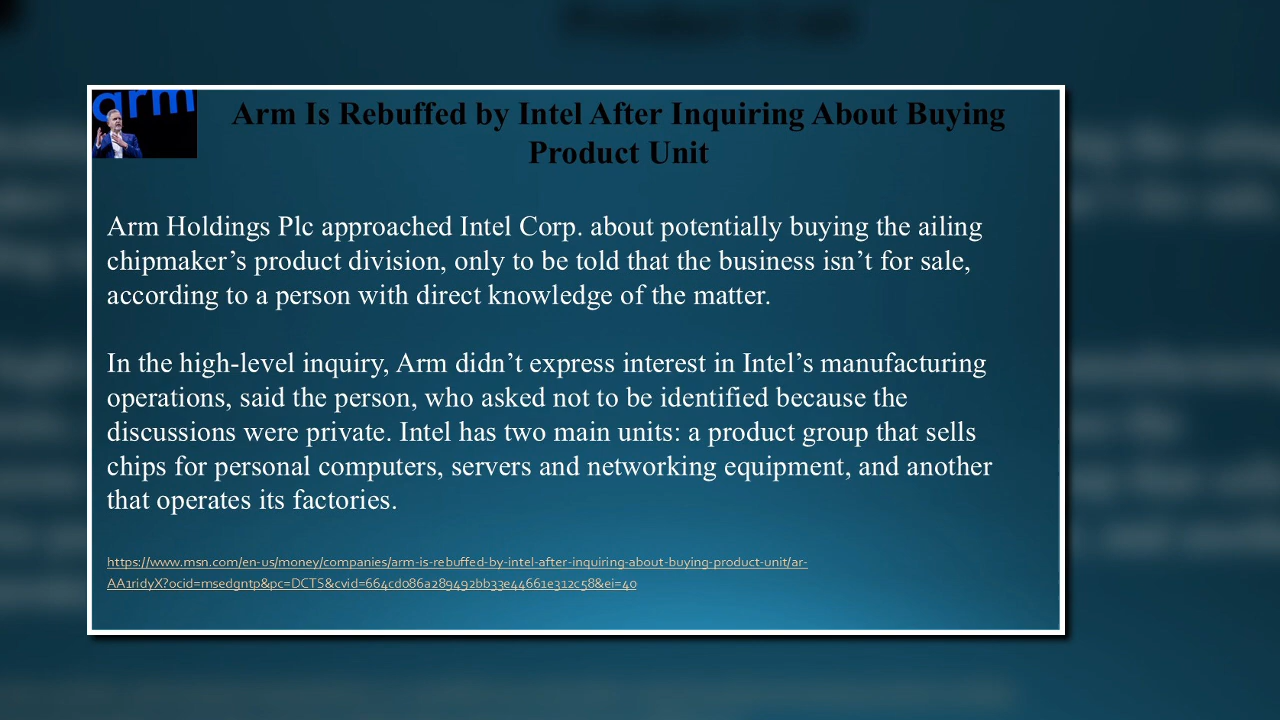 arm
Arm Is Rebuffed by Intel After Inquiring About Buying
Product Unit
Arm Holdings Plc approached Intel Corp. about potentially buying the ailing
chipmaker’s product division, only to be told that the business isn’t for sale,
according to a person with direct knowledge of the matter.
In the high-level inquiry, Arm didn’t express interest in Intel’s manufacturing
operations, said the person, who asked not to be identified because the
discussions were private. Intel has two main units: a product group that sells
chips for personal computers, servers and networking equipment, and another
that operates its factories.
https://www.msn.com/en-us/money/companies/arm-is-rebuffed-by-intel-after-inquiring-about-buying-product-unit/ar-
AA1ridyX?ocid=msedgntp&pc=DCTS&cvid=664cd086a289492bb33e44661e312c58&ei=40